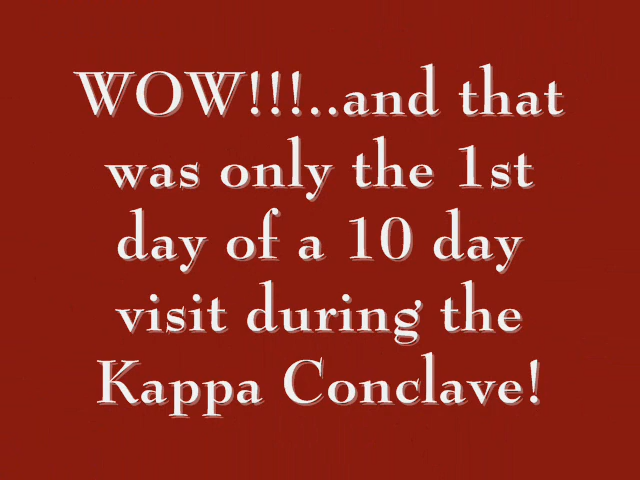 WOW!!!..and that
was only the 1st
day of a 10 day
visit during the
Kappa Conclave!